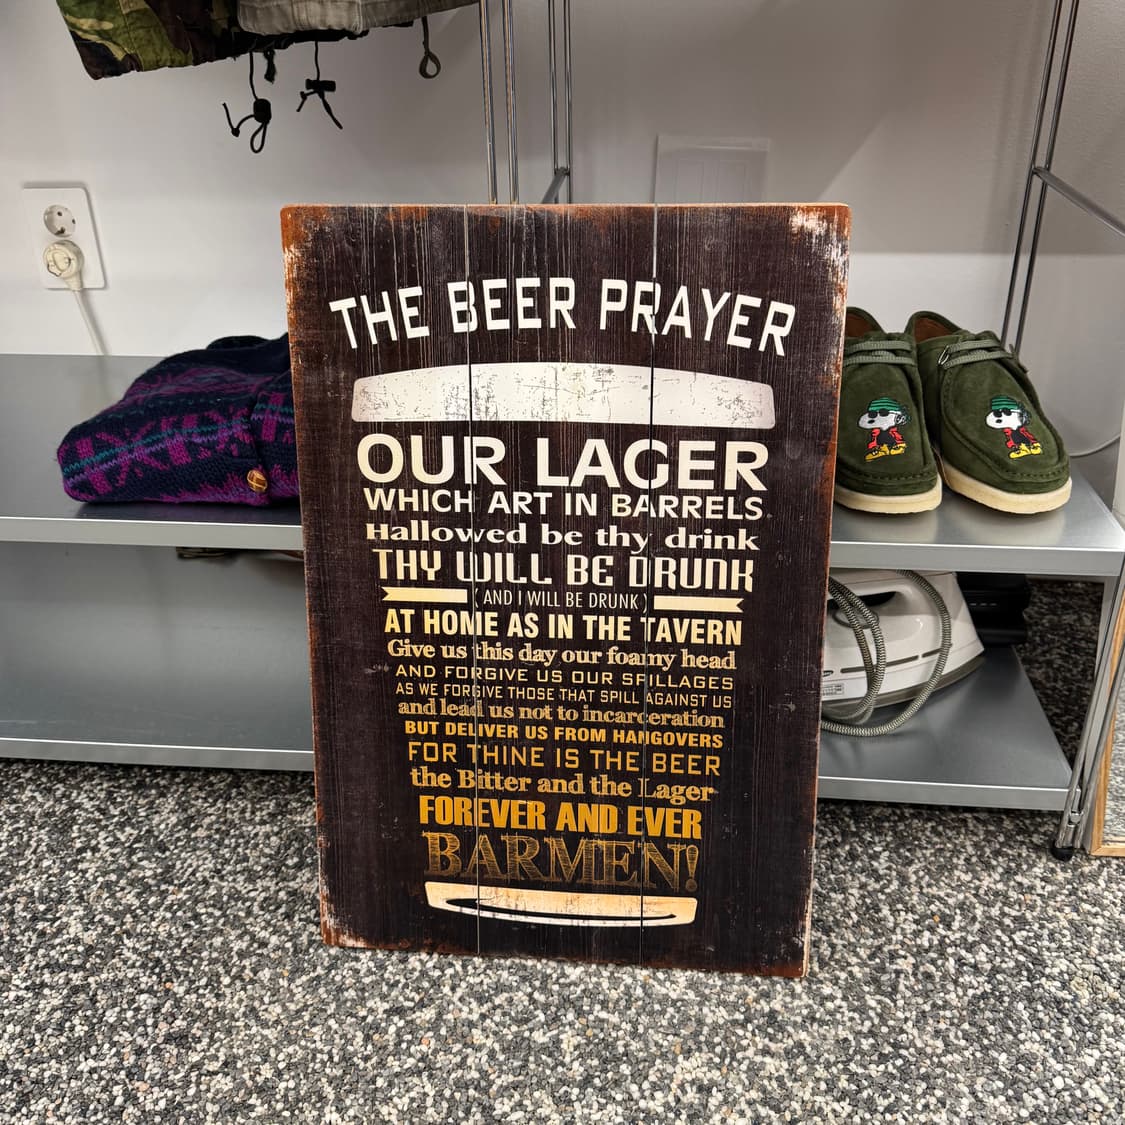 THE BEER PRAYER
OUR LAGER
WHICH ART IN BARRELS
Hallowed be thy drink
THY WILL BE DRUNK
(AND I WILL BE DRUNK)
AT HOME AS IN THE TAVERN
Give us this day our foamy head
AND FORGIVE US OUR SPILLAGES
AS WE FORGIVE THOSE THAT SPILL AGAINST US
and lead us not to incarceration
BUT DELIVER US FROM HANGOVERS
FOR THINE IS THE BEER
the Bitter and the Lager
FOREVER AND EVER
BARMEN!